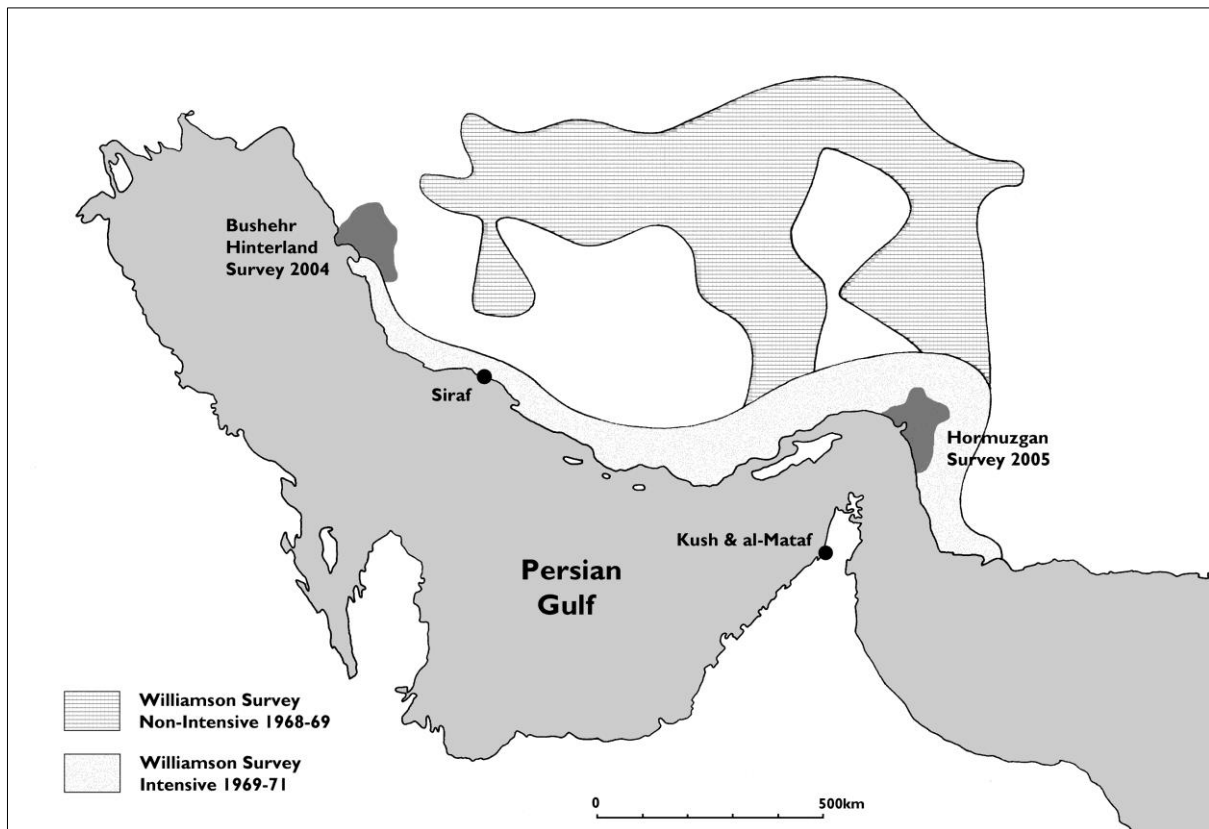 Bushehr
Hinterland
Survey 2004
Siraf
Hormuzgan
Survey 2005
Kush & al-Mataf
Persian
Gulf
Williamson Survey
Non-Intensive 1968-69
Williamson Survey
Intensive 1969-71
0
500km